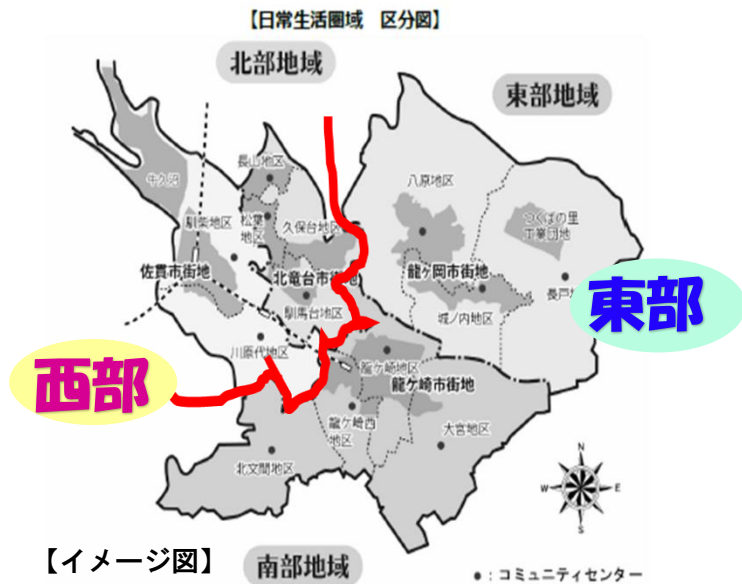 【日常生活圏域　区分図】
北部地域
東部地域
長山地区
八原地区
牛久沼
馴柴地区
松葉
地区
久保台地区
つくばの里
工業団地
佐貫市街地
北竜台市街地
龍ヶ岡市街地
馴馬台地区
城ノ内地区
長戸
東部
川原代地区
龍ケ崎地区
西部
龍ケ崎市街地
龍ケ崎西
地区
大宮地区
北文間地区
N
W
E
S
【イメージ図】
南部地域
●：コミュニティセンター